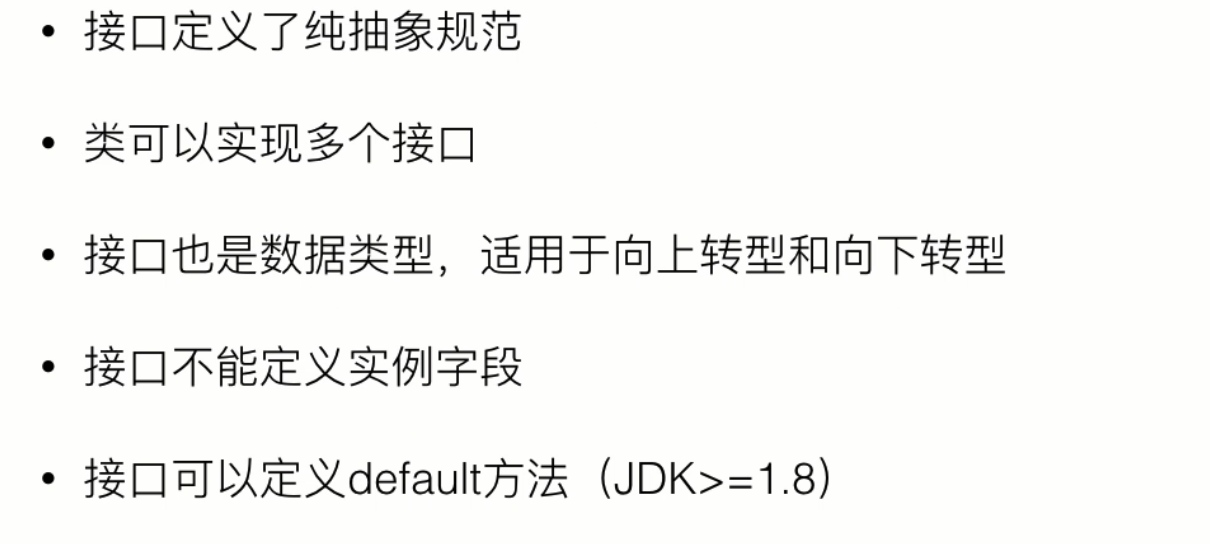 • 接口定义了纯抽象规范
• 类可以实现多个接口
• 接口也是数据类型，适用于向上转型和向下转型
• 接口不能定义实例字段
• 接口可以定义default方法（JDK>=1.8）